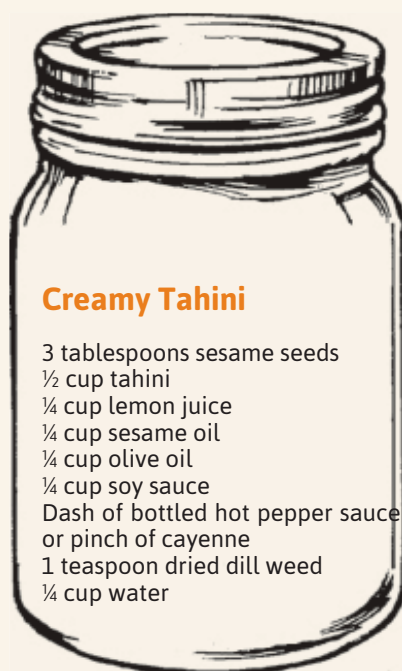 Creamy Tahini
3 tablespoons sesame seeds
½ cup tahini
¼ cup lemon juice
¼ cup sesame oil
¼ cup olive oil
¼ cup soy sauce
Dash of bottled hot pepper sauce
or pinch of cayenne
1 teaspoon dried dill weed
¼ cup water